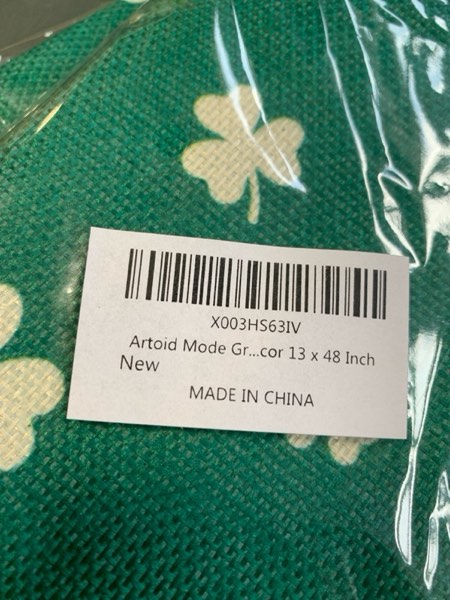 X003HS63IV
Artoid Mode Gr...cor 13 x 48 Inch
New
MADE IN CHINA